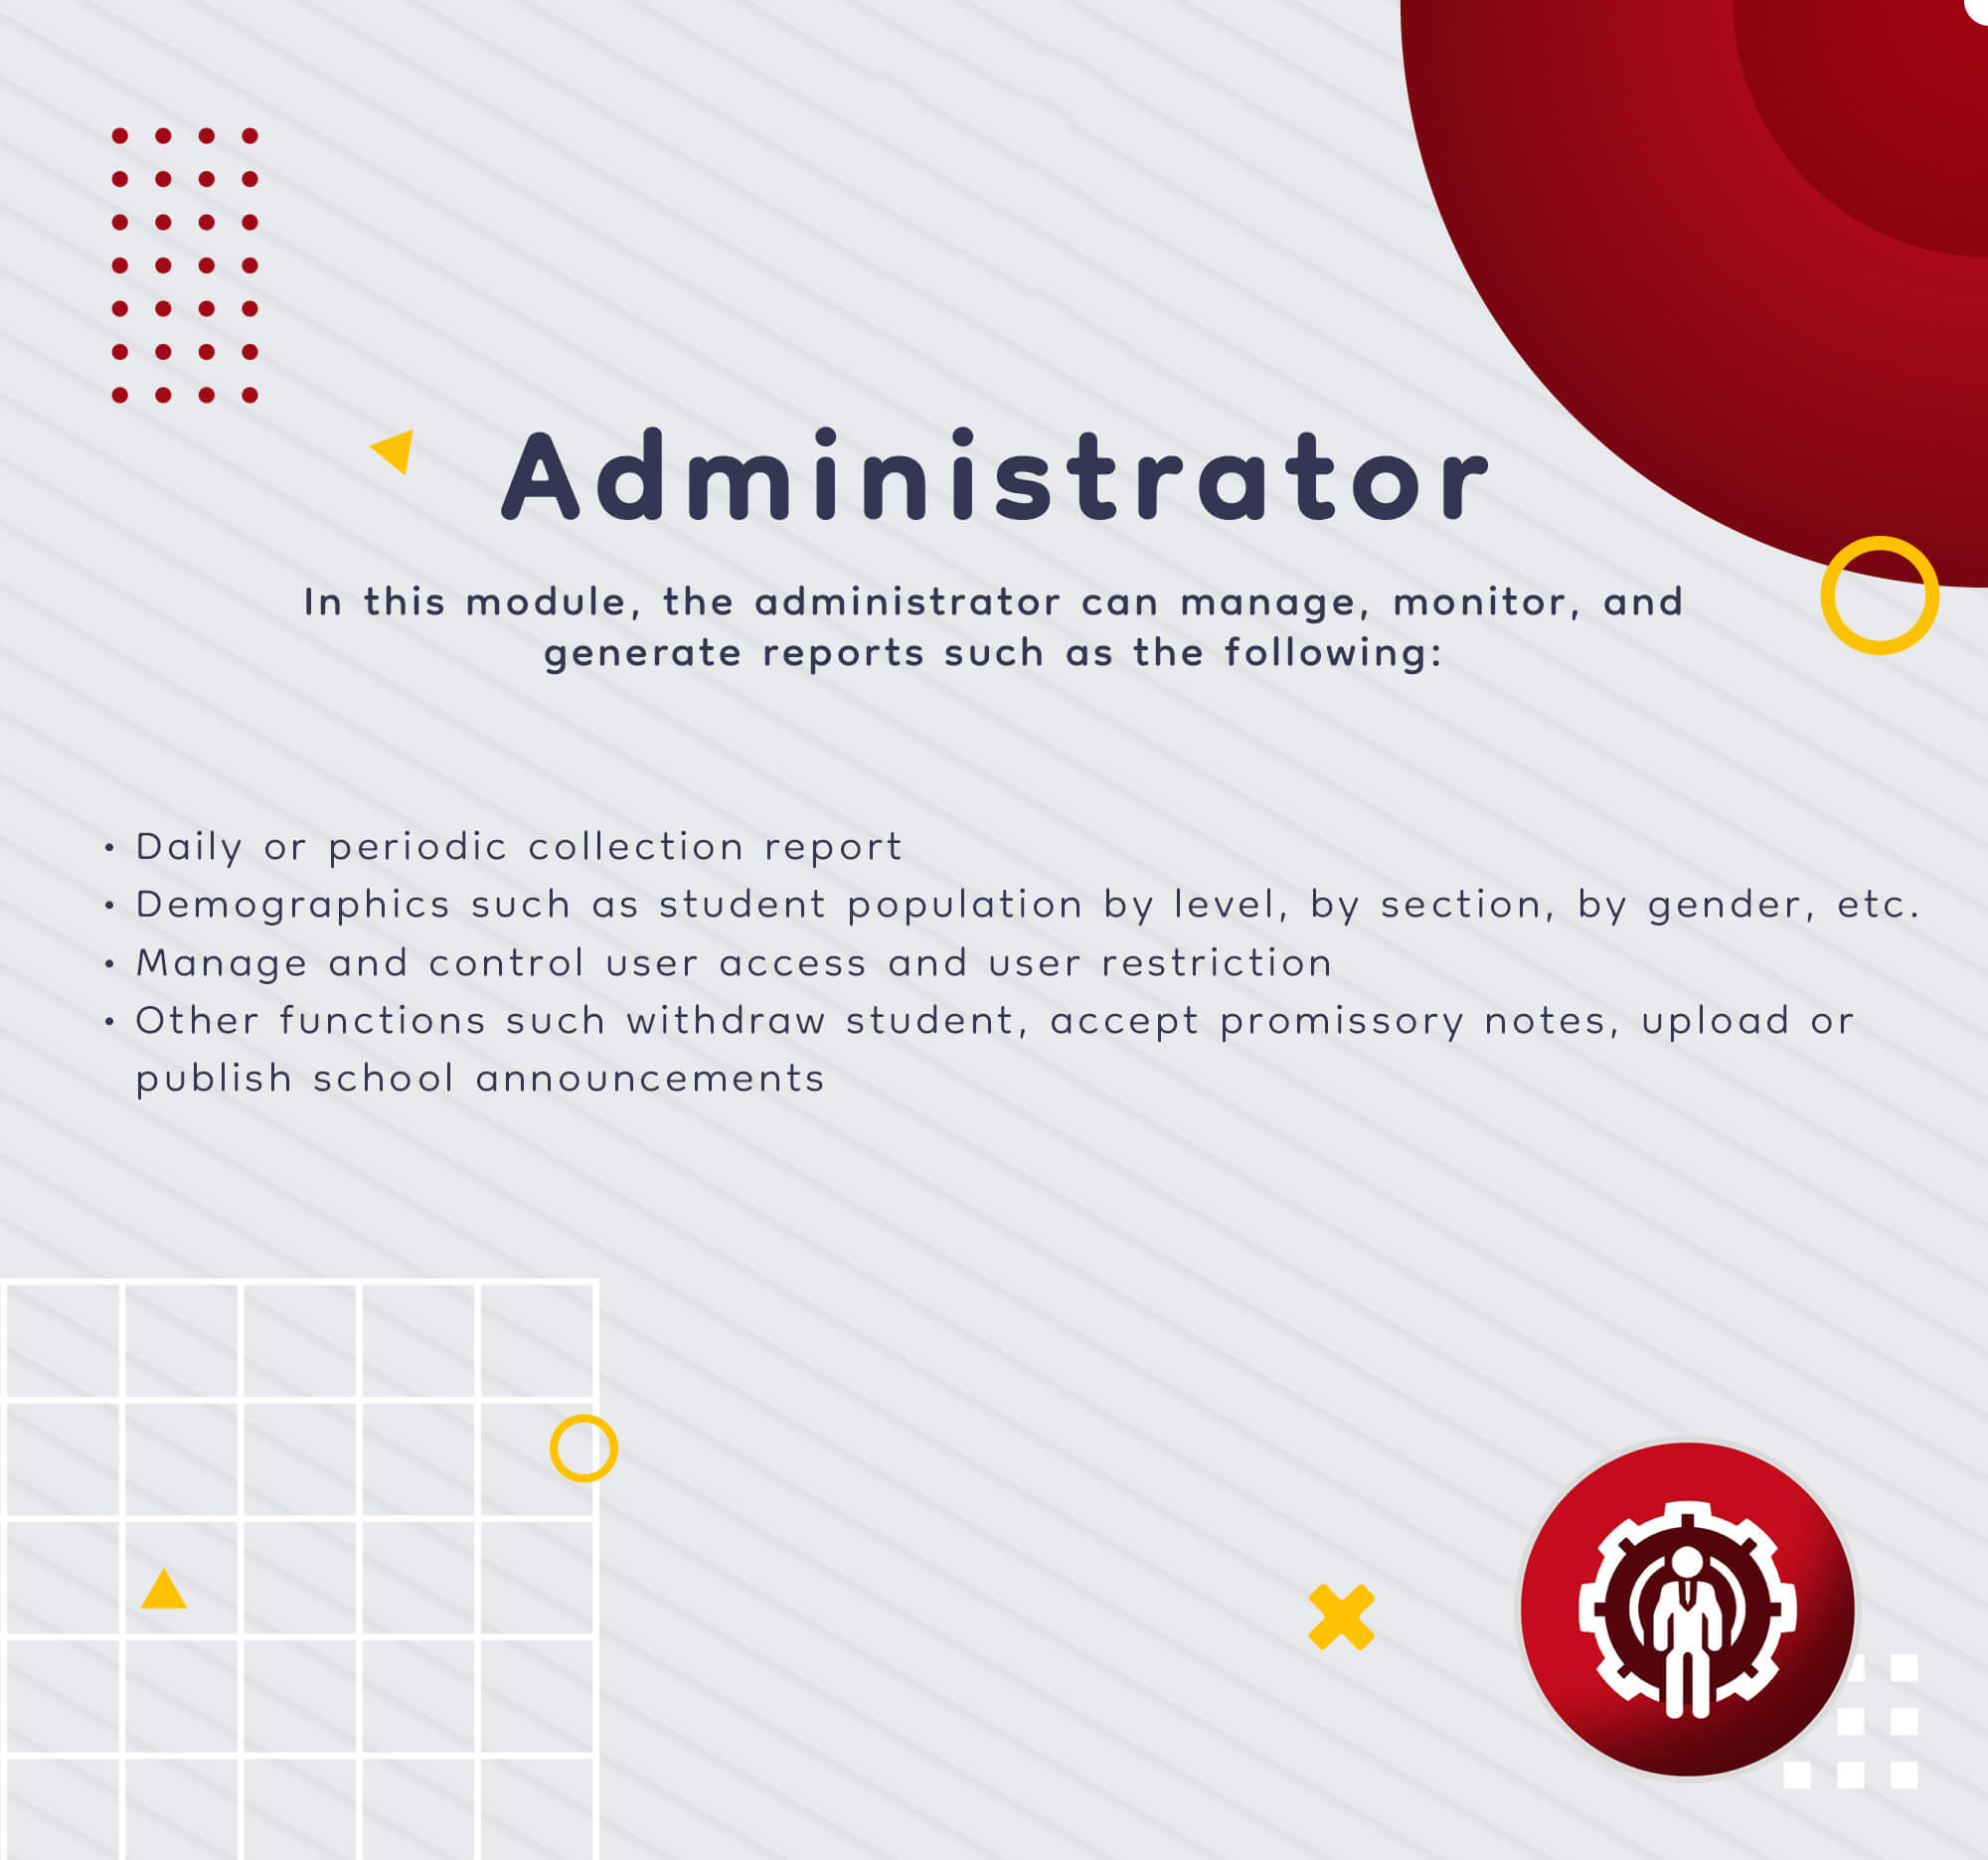 Administrator
In this module, the administrator can manage, monitor, and
generate reports such as the following:
• Daily or periodic collection report
• Demographics such as student population by level, by section, by gender, etc.
• Manage and control user access and user restriction
• Other functions such withdraw student, accept promissory notes, upload or
publish school announcements